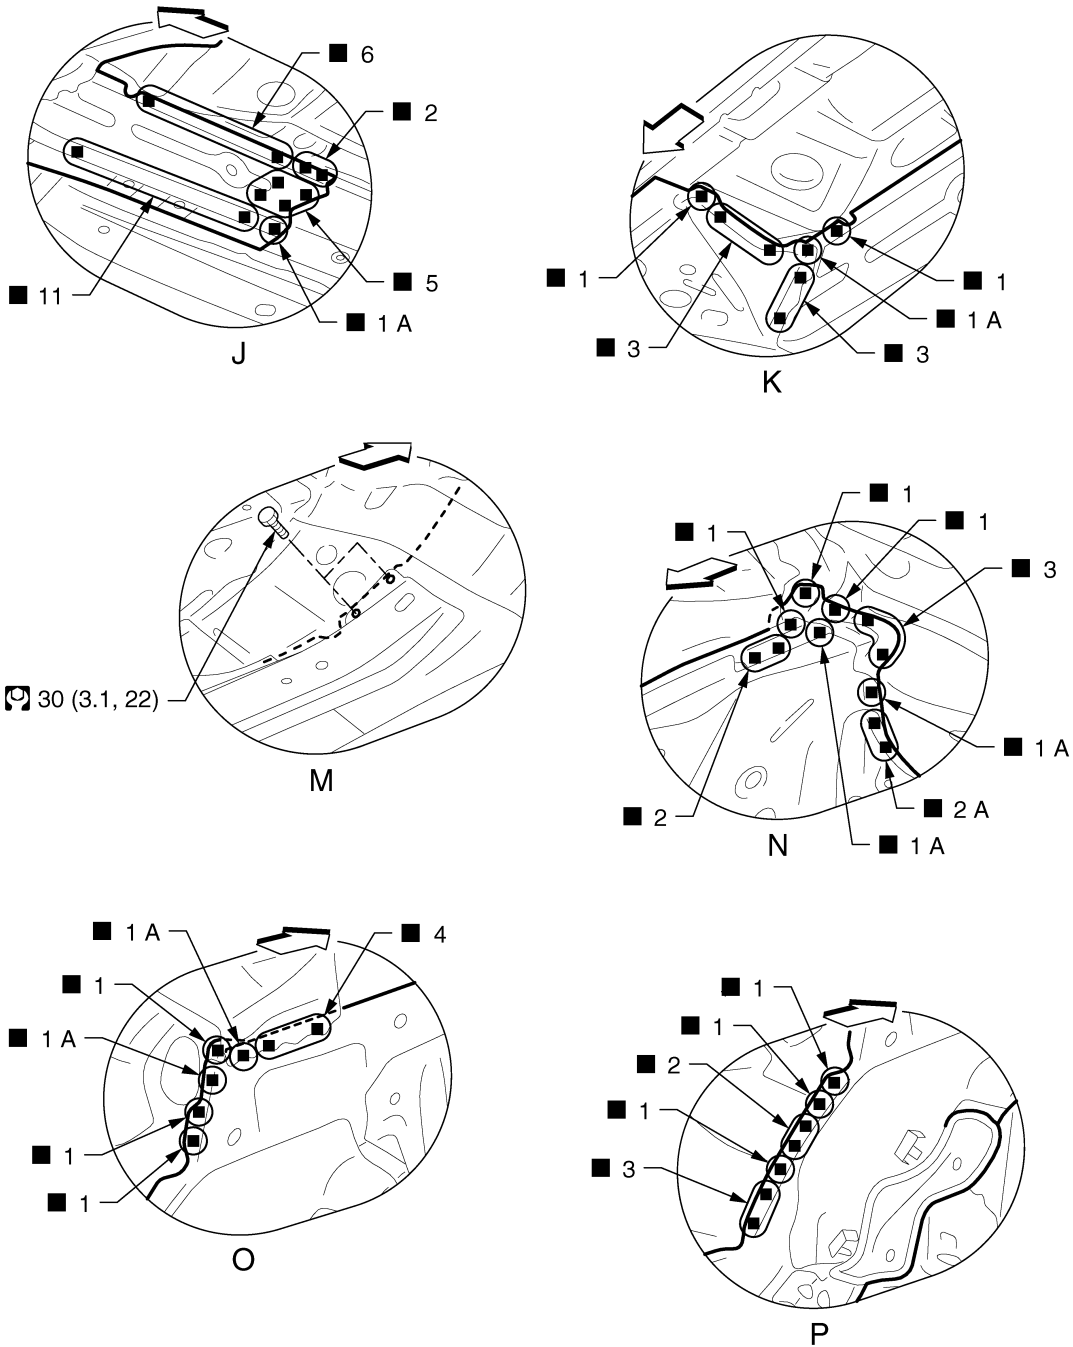 ■ 6
■ 2
■ 11
■ 5
■ 1 A
J
■ 1
■ 3
■ 1
■ 1 A
■ 3
K
30 (3.1, 22)
M
■ 1
■ 1
■ 1
■ 3
■ 1 A
■ 2 A
■ 2
■ 1 A
N
■ 1 A
■ 4
■ 1
■ 1 A
■ 1
■ 1
O
■ 1
■ 1
■ 2
■ 1
■ 3
P